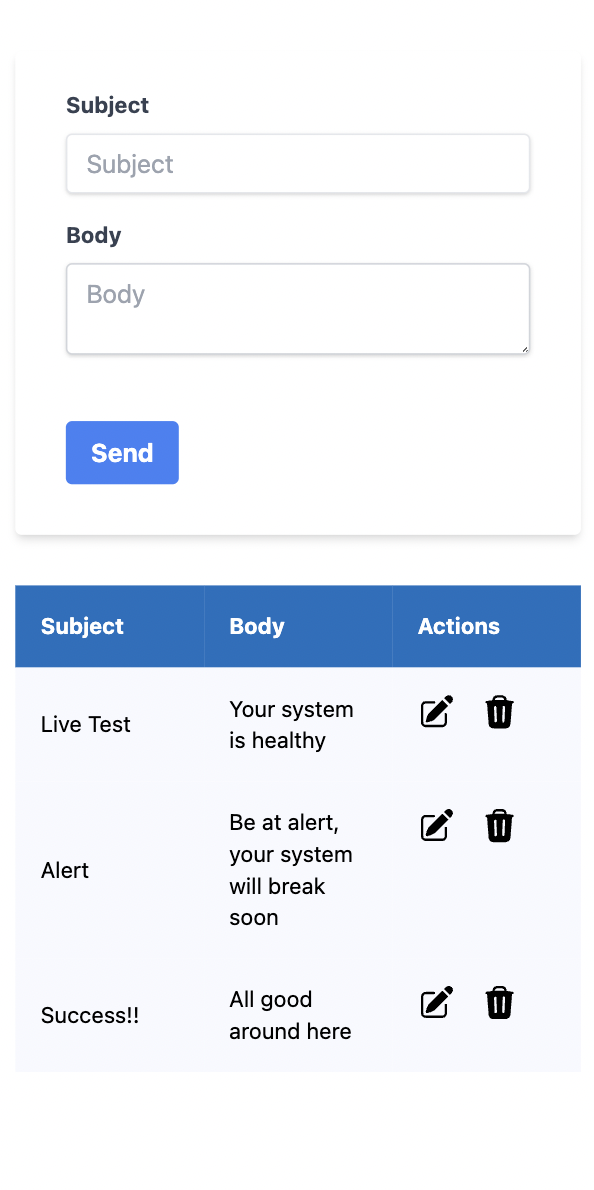 Subject
Subject
Body
Body
Send
Subject Body Actions
Live Test
Your system
is healthy
Alert
Be at alert,
your system
will break
soon
Success!!
All good
around here